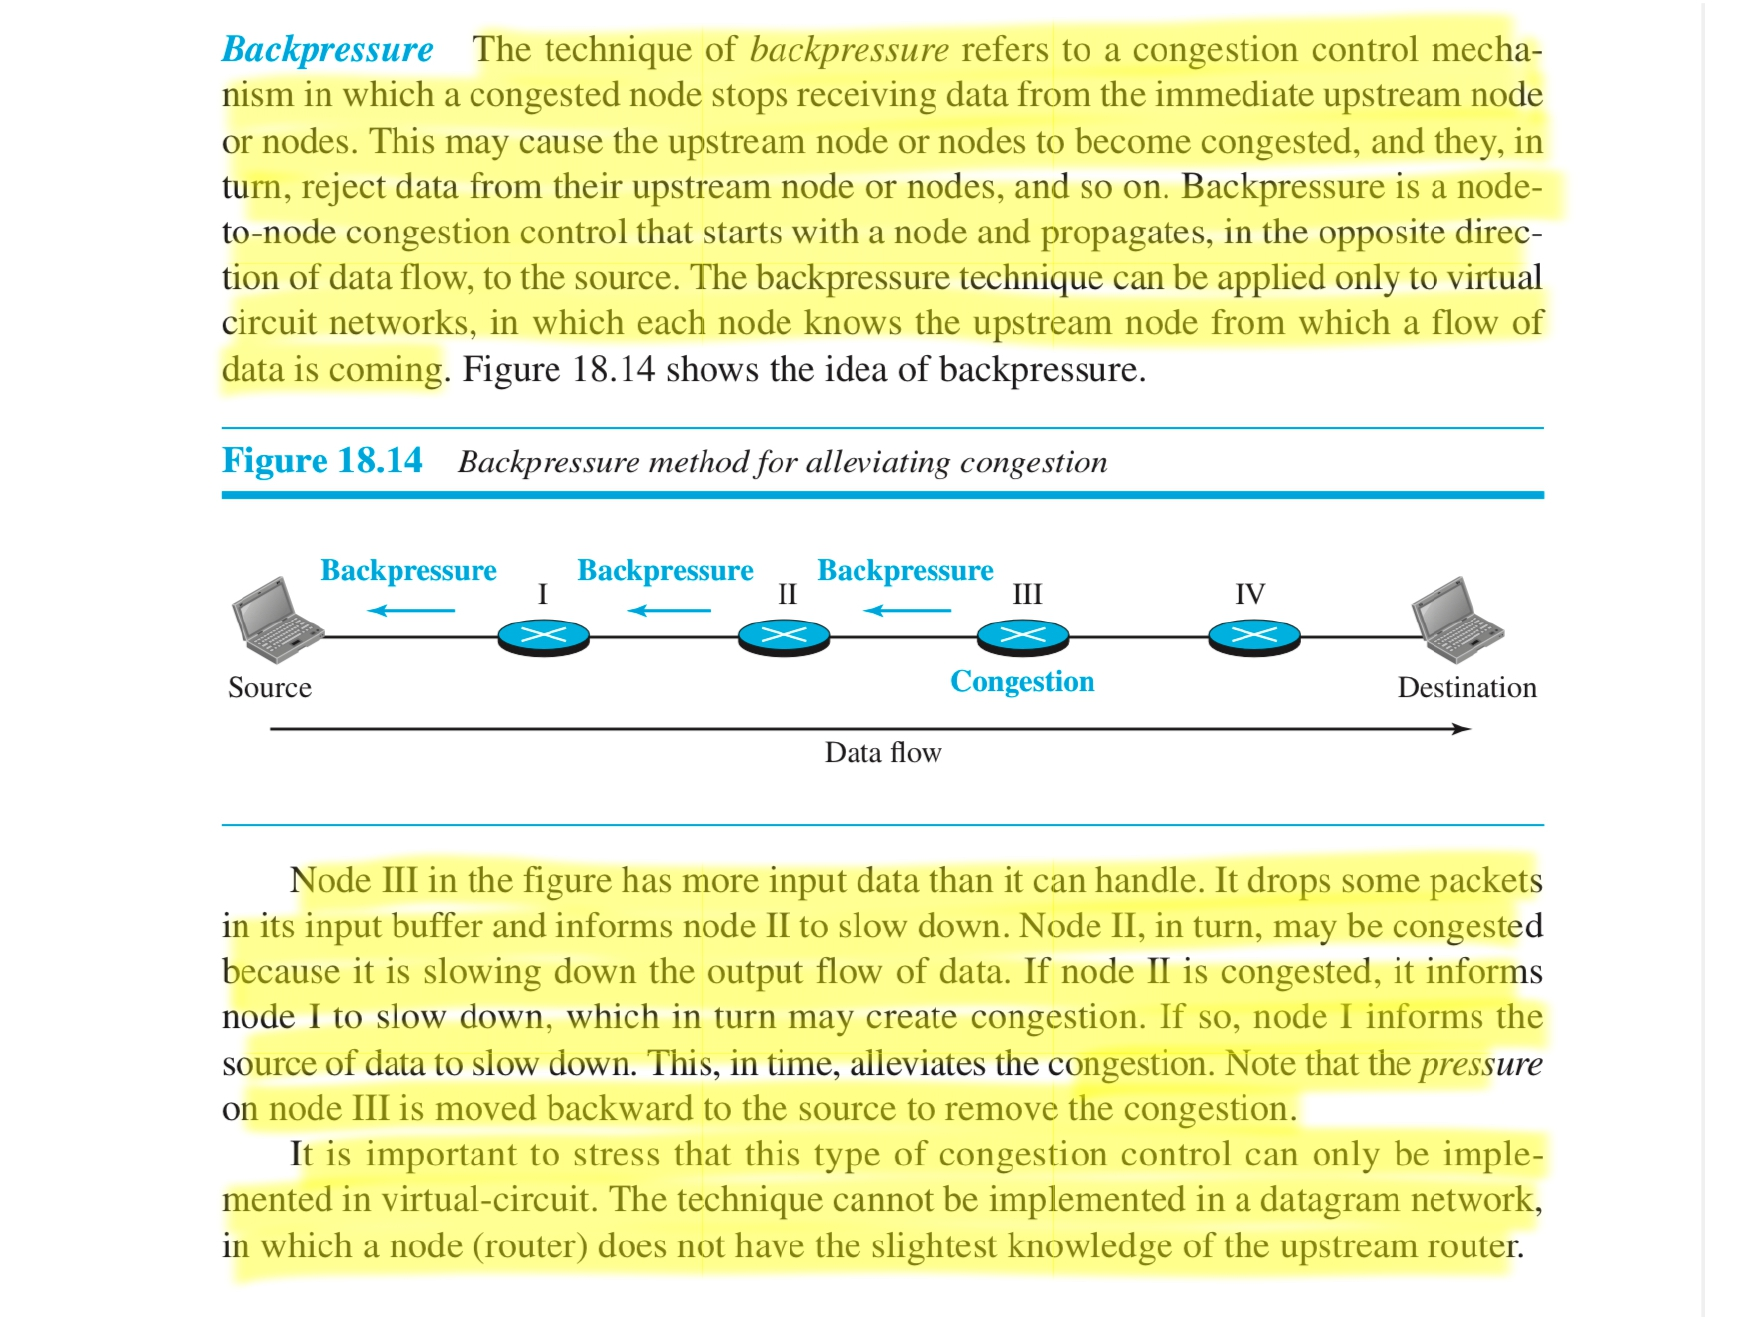 Backpressure The technique of backpressure refers to a congestion control mecha-
nism in which a congested node stops receiving data from the immediate upstream node
or nodes. This may cause the upstream node or nodes to become congested, and they, in
turn, reject data from their upstream node or nodes, and so on. Backpressure is a node-
to-node congestion control that starts with a node and propagates, in the opposite direc-
tion of data flow, to the source. The backpressure technique can be applied only to virtual
circuit networks, in which each node knows the upstream node from which a flow of
data is coming. Figure 18.14 shows the idea of backpressure.
Figure 18.14 Backpressure method for alleviating congestion
Backpressure Backpressure Backpressure
I II III IV
Congestion
Source Destination
Data flow
Node III in the figure has more input data than it can handle. It drops some packets
in its input buffer and informs node II to slow down. Node II, in turn, may be congested
because it is slowing down the output flow of data. If node II is congested, it informs
node I to slow down, which in turn may create congestion. If so, node I informs the
source of data to slow down. This, in time, alleviates the congestion. Note that the pressure
on node III is moved backward to the source to remove the congestion.
It is important to stress that this type of congestion control can only be imple-
mented in virtual-circuit. The technique cannot be implemented in a datagram network,
in which a node (router) does not have the slightest knowledge of the upstream router.